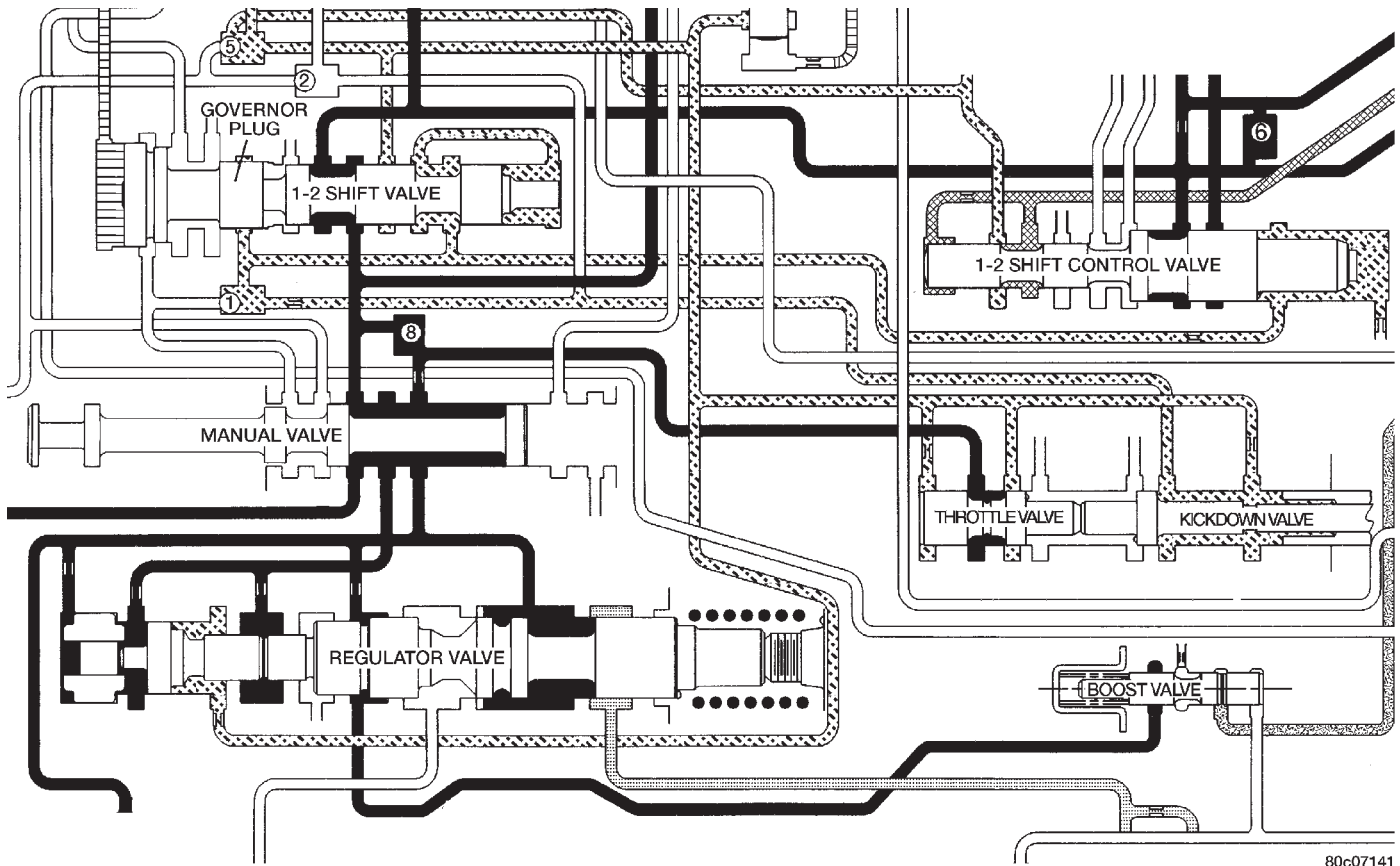 5
2
GOVERNOR
PLUG
6
1-2 SHIFT VALVE
1-2 SHIFT CONTROL VALVE
1
8
MANUAL VALVE
THROTTLE VALVE
KICKDOWN VALVE
REGULATOR VALVE
BOOST VALVE
80c07141